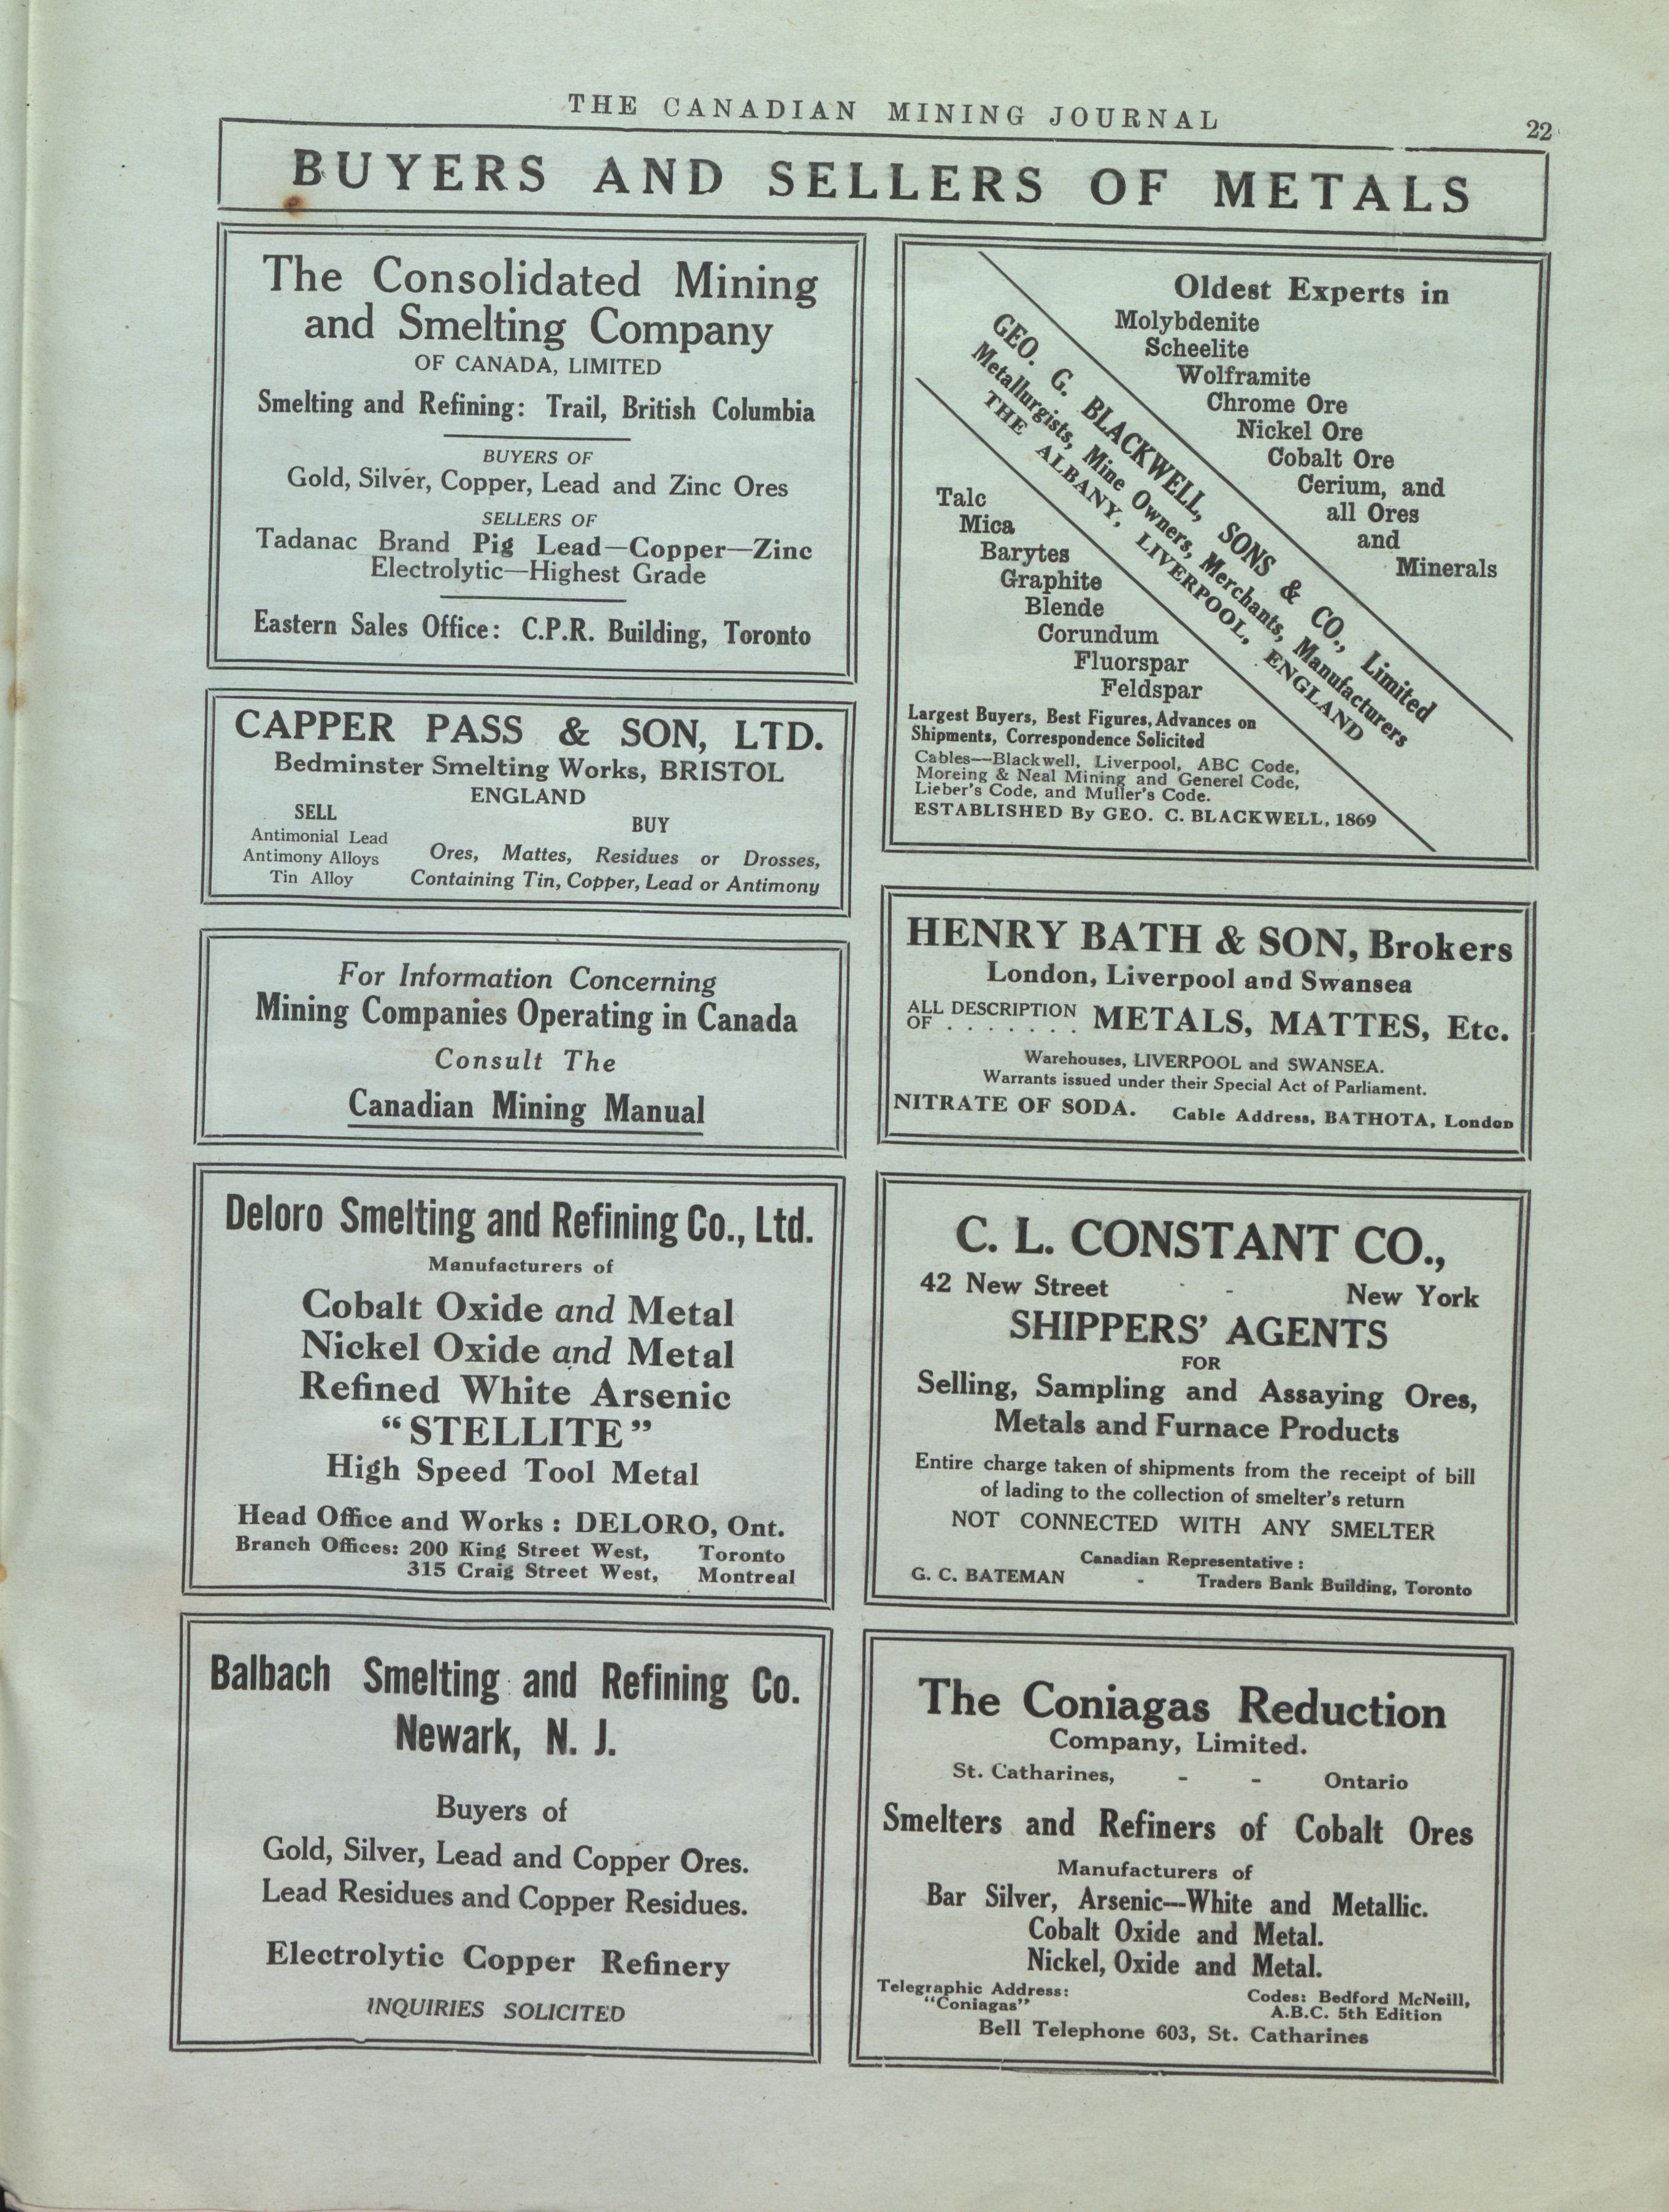 THE CANADIAN MINING JOURNAL
22
BUYERS AND SELLERS OF METALS
The Consolidated Mining
and Smelting Company
OF CANADA, LIMITED
Smelting and Refining: Trail, British Columbia
BUYERS OF
Gold, Silver, Copper, Lead and Zinc Ores
SELLERS OF
Tadanac Brand Pig Lead—Copper—Zinc
Electrolytic—Highest Grade
Eastern Sales Office: C.P.R. Building, Toronto
CAPPER PASS & SON, LTD.
Bedminster Smelting Works, BRISTOL
ENGLAND
SELL
Antimonial Lead
Antimony Alloys
Tin Alloy
BUY
Ores, Mattes, Residues or Drosses,
Containing Tin, Copper, Lead or Antimony
For Information Concerning
Mining Companies Operating in Canada
Consult The
Canadian Mining Manual
Deloro Smelting and Refining Co., Ltd.
Manufacturers of
Cobalt Oxide and Metal
Nickel Oxide and Metal
Refined White Arsenic
“STELLITE”
High Speed Tool Metal
Head Office and Works : DELORO, Ont.
Branch Offices: 200 King Street West, Toronto
315 Craig Street West, Montreal
Balbach Smelting and Refining Co.
Newark, N. J.
Buyers of
Gold, Silver, Lead and Copper Ores.
Lead Residues and Copper Residues.
Electrolytic Copper Refinery
INQUIRIES SOLICITED
Oldest Experts in
Molybdenite
Scheelite
Wolframite
Chrome Ore
Nickel Ore
Cobalt Ore
Cerium, and
all Ores
and
Minerals
GEO. G. BLACKWELL, SONS & CO., Limited
Metallurgists, Mine Owners, Merchants, Manufacturers
THE ALBANY, LIVERPOOL, ENGLAND
Talc
Mica
Barytes
Graphite
Blende
Corundum
Fluorspar
Feldspar
Largest Buyers, Best Figures, Advances on
Shipments, Correspondence Solicited
Cables—Blackwell, Liverpool, ABC Code,
Moreing & Neal Mining and Generel Code,
Lieber's Code, and Muller's Code.
ESTABLISHED By GEO. C. BLACKWELL, 1869
HENRY BATH & SON, Brokers
London, Liverpool and Swansea
ALL DESCRIPTION
OF . . . . . . . METALS, MATTES, Etc.
Warehouses, LIVERPOOL and SWANSEA.
Warrants issued under their Special Act of Parliament.
NITRATE OF SODA. Cable Address, BATHOTA, London
C. L. CONSTANT CO.,
42 New Street - - New York
SHIPPERS’ AGENTS
FOR
Selling, Sampling and Assaying Ores,
Metals and Furnace Products
Entire charge taken of shipments from the receipt of bill
of lading to the collection of smelter's return
NOT CONNECTED WITH ANY SMELTER
Canadian Representative :
G. C. BATEMAN - Traders Bank Building, Toronto
The Coniagas Reduction
Company, Limited.
St. Catharines, - - Ontario
Smelters and Refiners of Cobalt Ores
Manufacturers of
Bar Silver, Arsenic—White and Metallic.
Cobalt Oxide and Metal.
Nickel, Oxide and Metal.
Telegraphic Address:
“Coniagas”
Codes: Bedford McNeill,
A.B.C. 5th Edition
Bell Telephone 603, St. Catharines